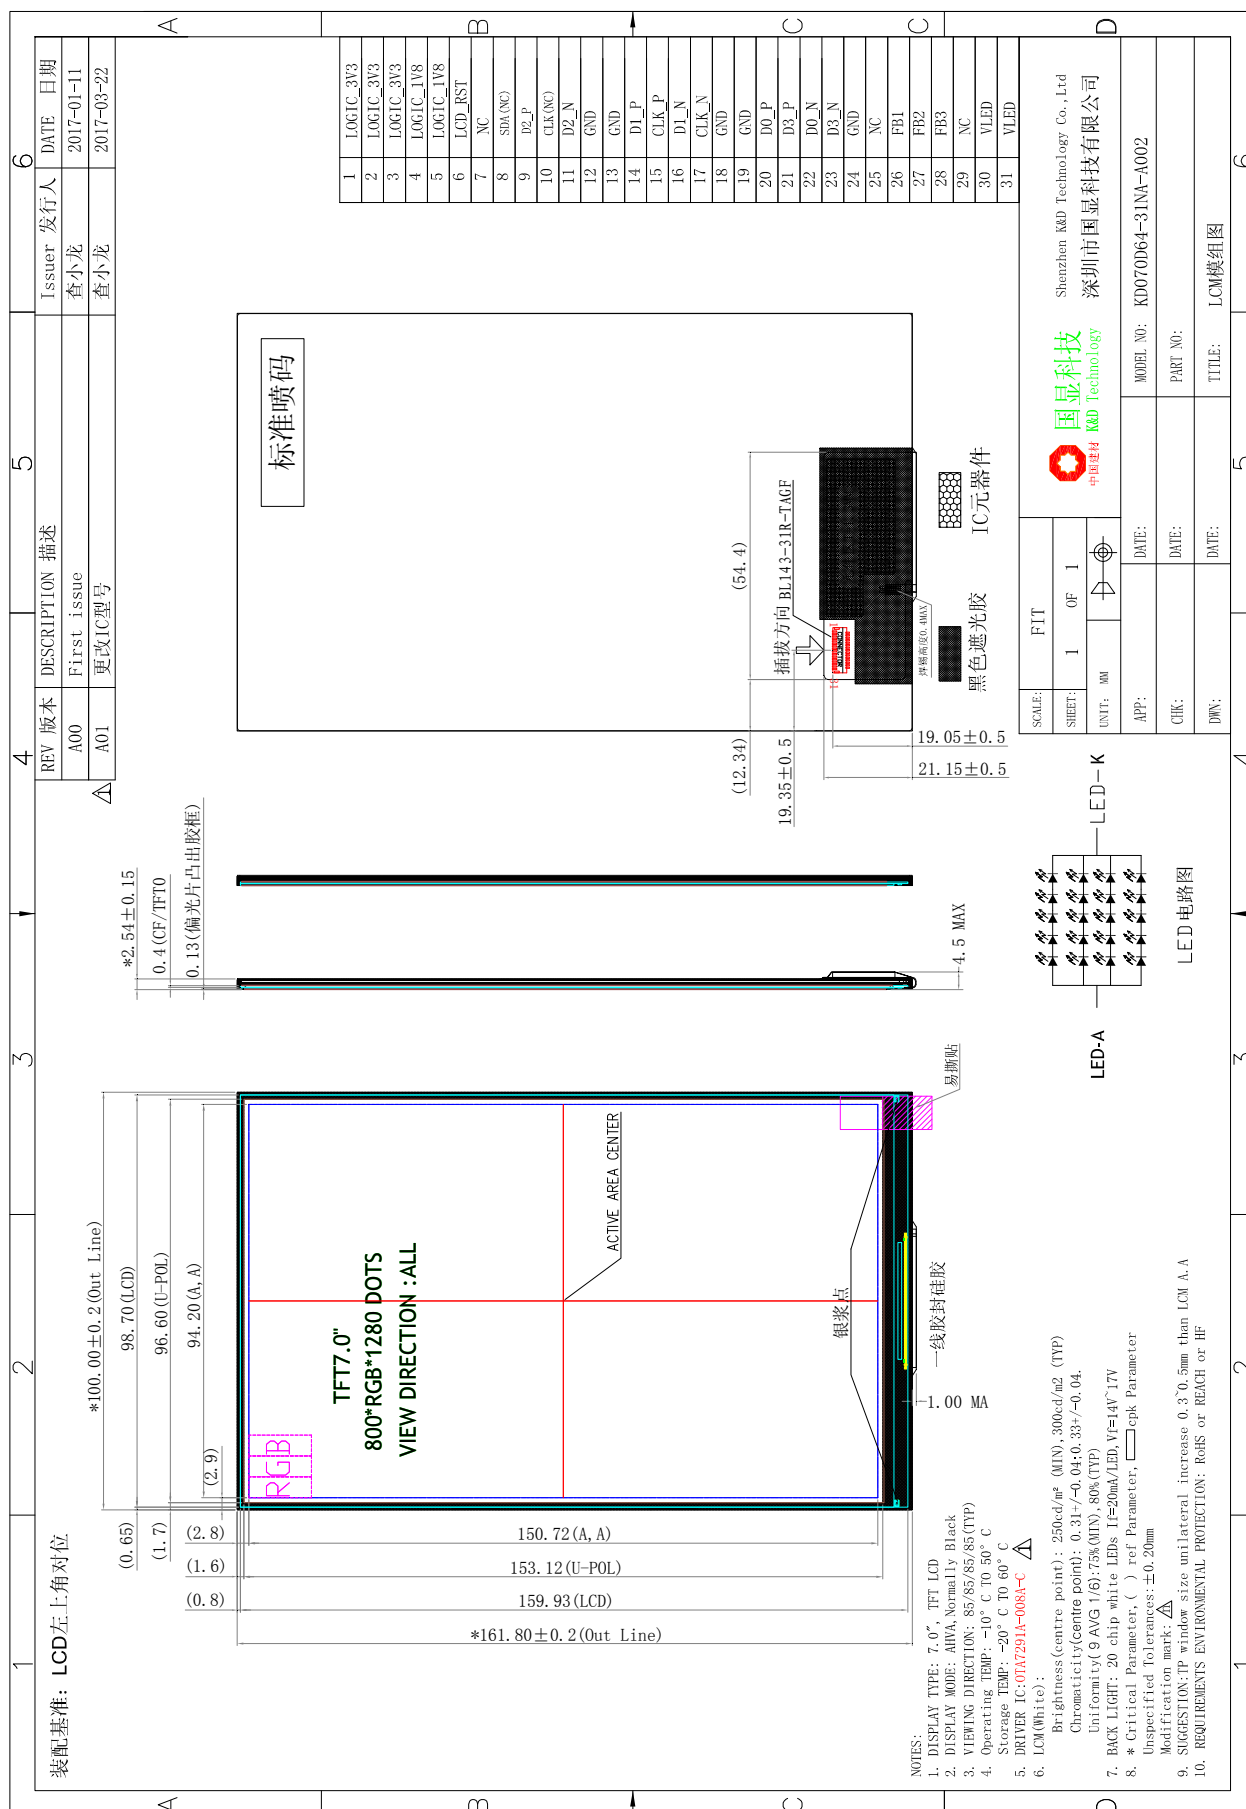 装配基准: LCD左上角对位
REV 版本 DESCRIPTION 描述 Issuer 发行人 DATE 日期
A00 First issue 查小龙 2017-01-11
A01 更改IC型号 查小龙 2017-03-22
1 2 3 4 5 6
A B C D
*100.00±0.2(Out Line)
98.70(LCD)
96.60(U-POL)
94.20(A,A)
(0.65)
(1.7)
(2.9)
(2.8)
(1.6)
(0.8)
150.72(A,A)
153.12(U-POL)
159.93(LCD)
*161.80±0.2(Out Line)
RGB
TFT7.0"
800*RGB*1280 DOTS
VIEW DIRECTION :ALL
ACTIVE AREA CENTER
银浆点
一线胶封硅胶
易撕贴
1.00 MA
*2.54±0.15
0.4(CF/TFT0
0.13(偏光片凸出胶框)
4.5 MAX
标准喷码
(54.4)
插拔方向
BL143-31R-TAGF
CONNECTOR
焊锡高度0.4MAX
(12.34)
19.35±0.5
19.05±0.5
21.15±0.5
黑色遮光胶
IC元器件
1 LOGIC_3V3
2 LOGIC_3V3
3 LOGIC_3V3
4 LOGIC_1V8
5 LOGIC_1V8
6 LCD_RST
7 NC
8 SDA(NC)
9 D2_P
10 CLK(NC)
11 D2_N
12 GND
13 GND
14 D1_P
15 CLK_P
16 D1_N
17 CLK_N
18 GND
19 GND
20 D0_P
21 D3_P
22 D0_N
23 D3_N
24 GND
25 NC
26 FB1
27 FB2
28 FB3
29 NC
30 VLED
31 VLED
LED-A
LED-K
LED电路图
NOTES:
1. DISPLAY TYPE: 7.0", TFT LCD
2. DISPLAY MODE: AHVA,Normally Black
3. VIEWING DIRECTION: 85/85/85/85(TYP)
4. Operating TEMP: -10° C TO 50° C
Storage TEMP: -20° C TO 60° C
5. DRIVER IC:OTA7291A-008A-C
6. LCM(White):
Brightness(centre point): 250cd/m² (MIN),300cd/m2 (TYP)
Chromaticity(centre point): 0.31+/-0.04;0.33+/-0.04.
Uniformity( 9 AVG 1/6):75%(MIN),80%(TYP)
7. BACK LIGHT: 20 chip white LEDs If=20mA/LED,Vf=14V~17V
8. * Critical Parameter, ( ) ref Parameter, cpk Parameter
Unspecified Tolerances:±0.20mm
Modification mark:
9. SUGGESTION:TP window size unilateral increase 0.3~0.5mm than LCM A.A
10. REQUIREMENTS ENVIRONMENTAL PROTECTION: RoHS or REACH or HF
SCALE: FIT
SHEET: 1 OF 1
UNIT: MM
APP: DATE:
CHK: DATE:
DWN: DATE:
中国建材
国显科技
K&D Technology
Shenzhen K&D Technology Co.,Ltd
深圳市国显科技有限公司
MODEL NO: KD070D64-31NA-A002
PART NO:
TITLE: LCM模组图